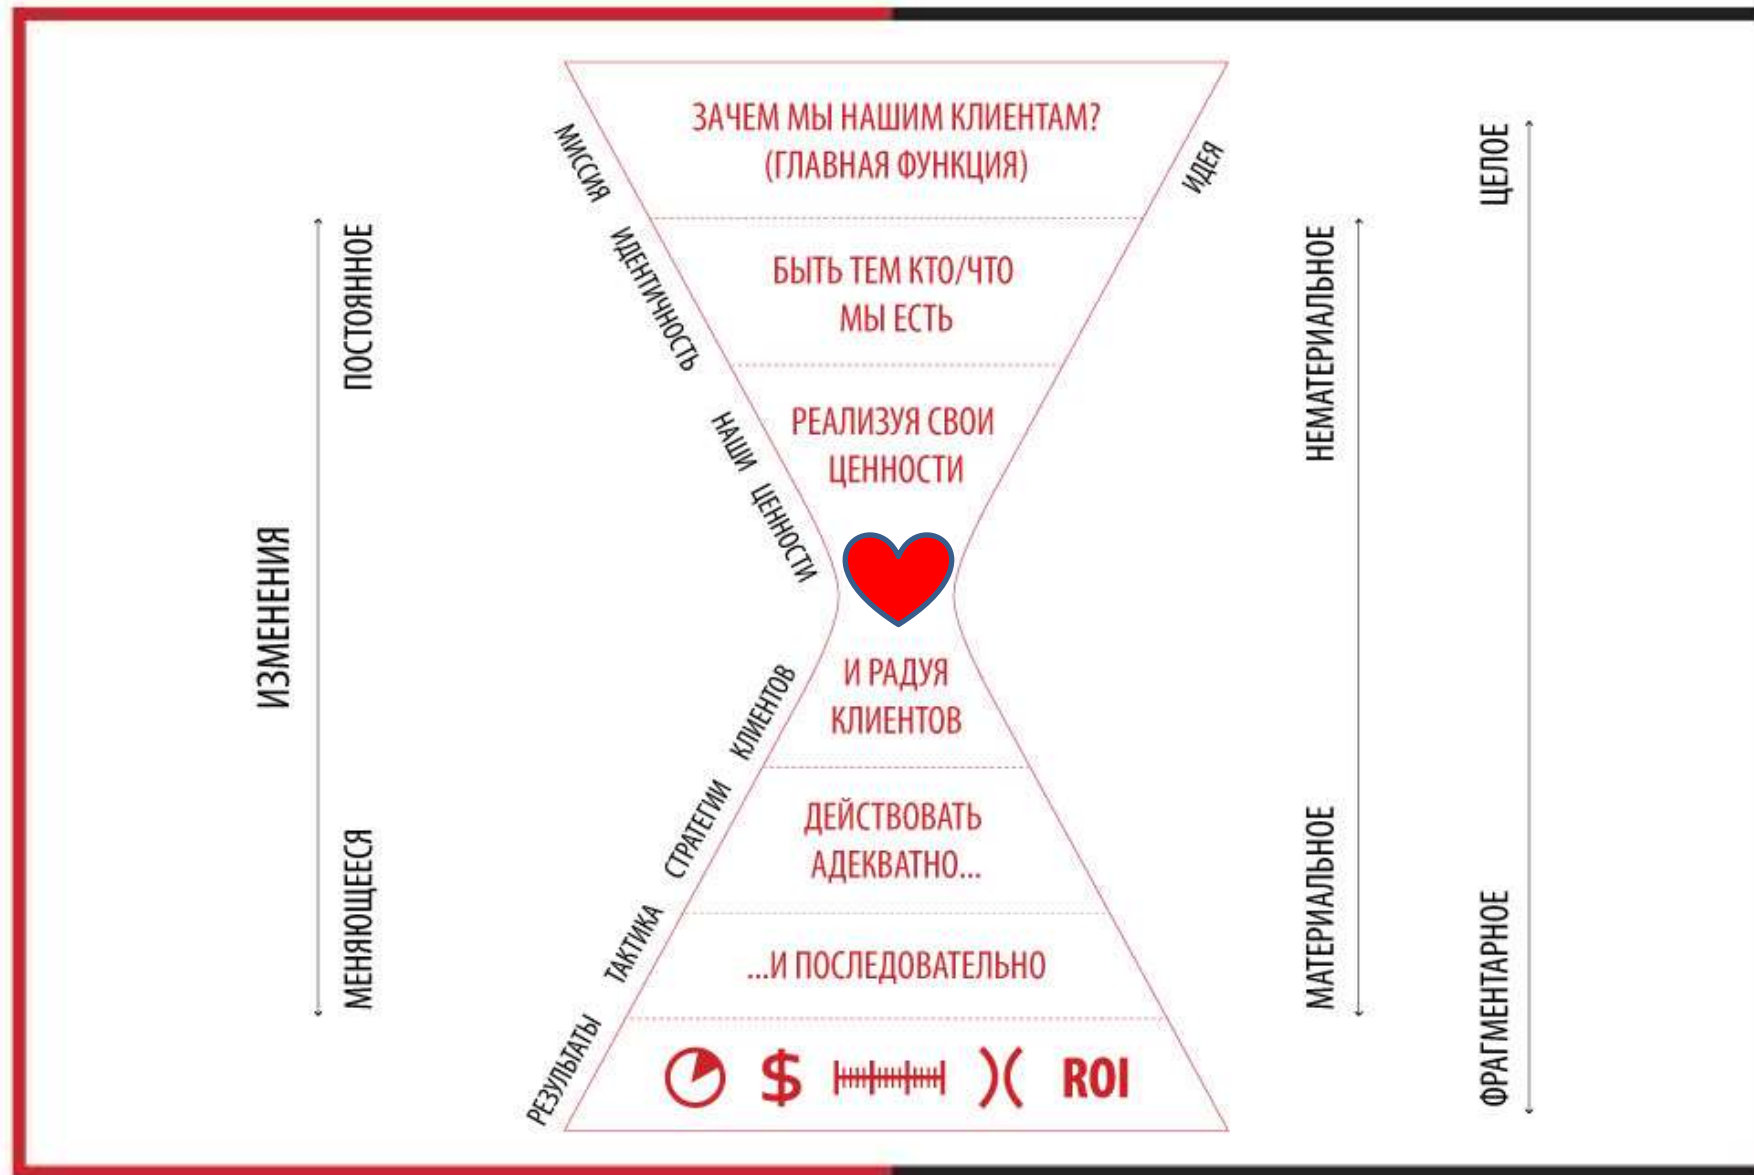 ЗАЧЕМ МЫ НАШИМ КЛИЕНТАМ?
(ГЛАВНАЯ ФУНКЦИЯ)
МИССИЯ
ИДЕЯ
БЫТЬ ТЕМ КТО/ЧТО
МЫ ЕСТЬ
ИДЕНТИЧНОСТЬ
РЕАЛИЗУЯ СВОИ
ЦЕННОСТИ
НАШИ ЦЕННОСТИ
И РАДУЯ
КЛИЕНТОВ
КЛИЕНТОВ
ДЕЙСТВОВАТЬ
АДЕКВАТНО...
СТРАТЕГИИ
...И ПОСЛЕДОВАТЕЛЬНО
ТАКТИКА
$ ROI
РЕЗУЛЬТАТЫ
ИЗМЕНЕНИЯ
ПОСТОЯННОЕ
МЕНЯЮЩЕЕСЯ
НЕМАТЕРИАЛЬНОЕ
МАТЕРИАЛЬНОЕ
ЦЕЛОЕ
ФРАГМЕНТАРНОЕ